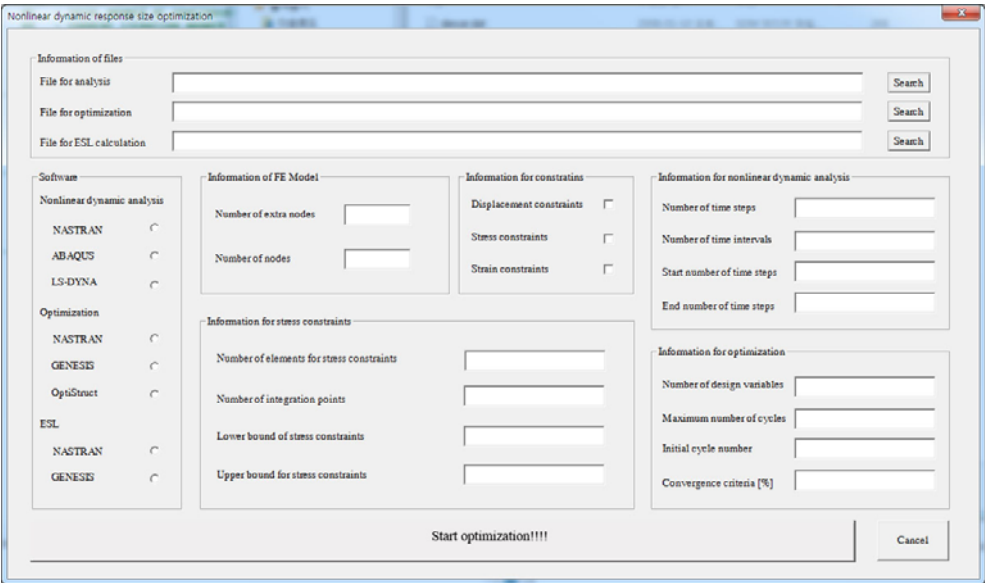 Nonlinear dynamic response size optimization
Information of files
File for analysis
Search
File for optimization
Search
File for ESL calculation
Search
Software
Nonlinear dynamic analysis
NASTRAN
ABAQUS
LS-DYNA
Optimization
NASTRAN
GENESIS
OptiStruct
ESL
NASTRAN
GENESIS
Information of FE Model
Number of extra nodes
Number of nodes
Information for constratins
Displacement constraints
Stress constraints
Strain constraints
Information for nonlinear dynamic analysis
Number of time steps
Number of time intervals
Start number of time steps
End number of time steps
Information for stress constraints
Number of elements for stress constraints
Number of integration points
Lower bound of stress constraints
Upper bound for stress constraints
Information for optimization
Number of design variables
Maximum number of cycles
Initial cycle number
Convergence criteria [%]
Start optimization!!!!
Cancel